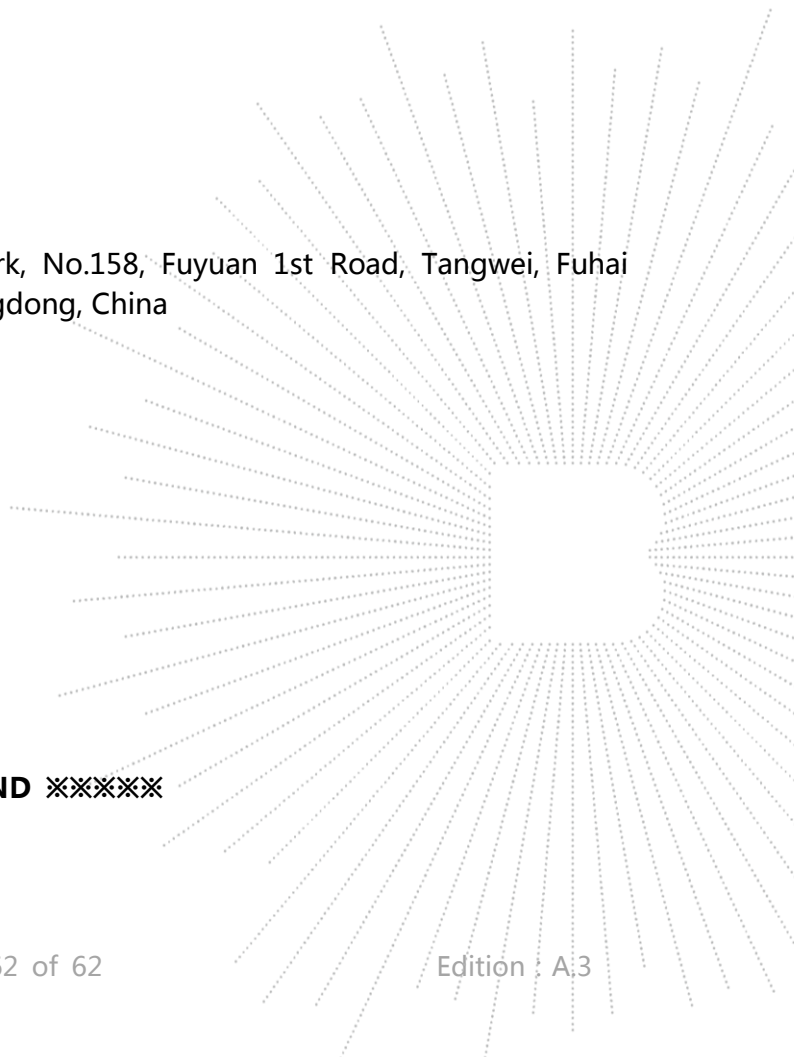 rk, No.158, Fuyuan 1st Road, Tangwei, Fuhai
gdong, China
ND ※※※※※
62 of 62 Edition : A.3